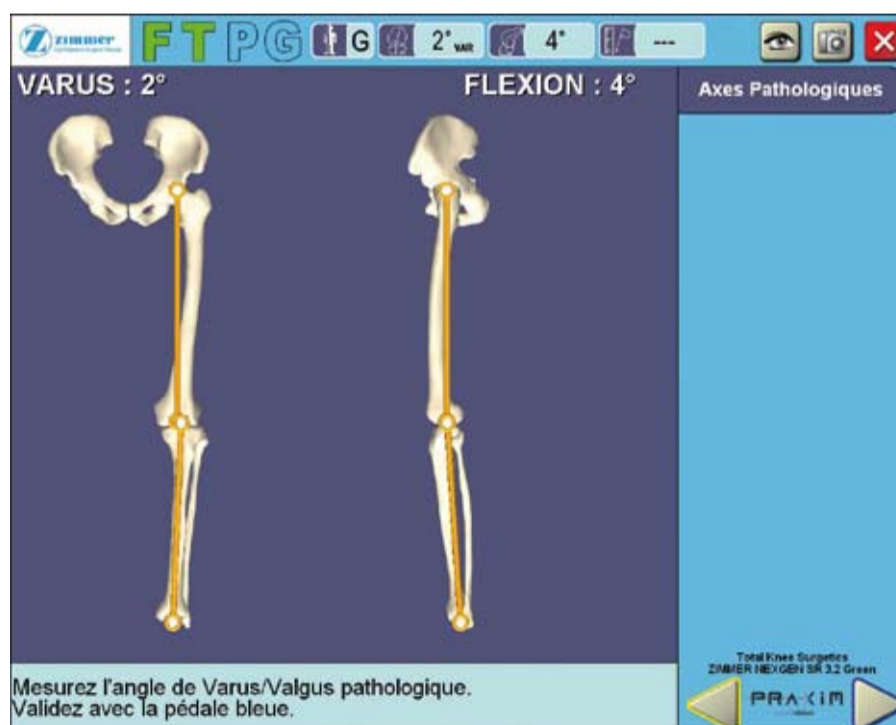 zimmer
F T P G
G
2° VAR
4°
---
VARUS : 2°
FLEXION : 4°
Axes Pathologiques
Mesurez l'angle de Varus/Valgus pathologique.
Validez avec la pédale bleue.
Total Knee Surgetics
ZIMMER NEXGEN SR 3.2 Green
PRAXIM